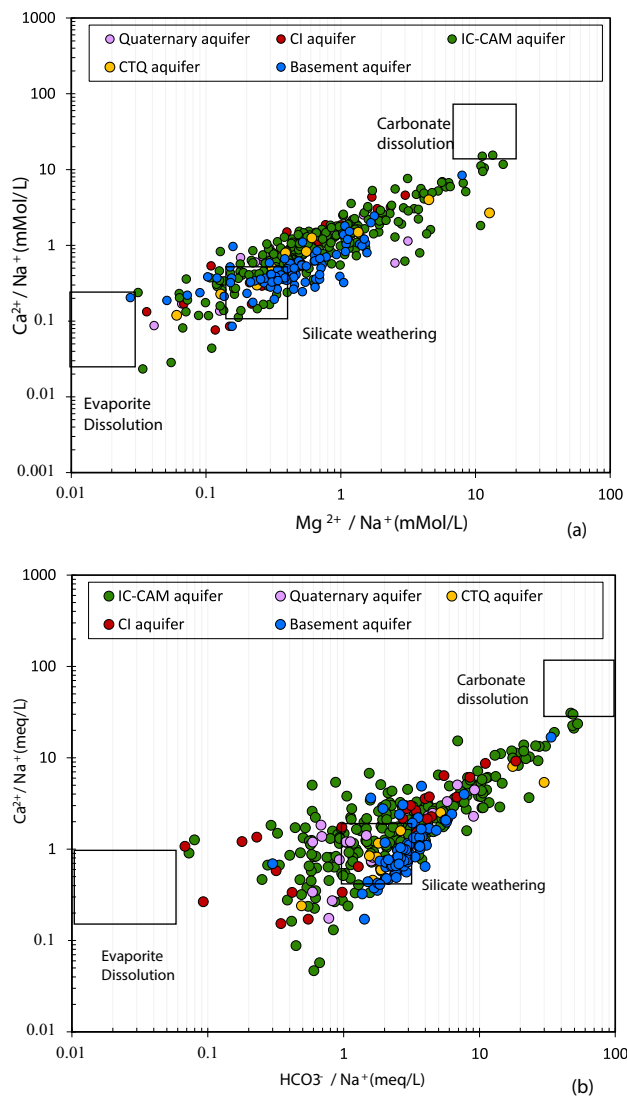 1000
Quaternary aquifer CI aquifer IC-CAM aquifer
CTQ aquifer Basement aquifer
100
Carbonate
dissolution
10
1
0.1
Silicate weathering
0.01
Evaporite
Dissolution
0.001
0.01 0.1 1 10 100
Ca²⁺/ Na⁺(mMol/L)
Mg ²⁺ / Na⁺(mMol/L)
(a)
1000
IC-CAM aquifer Quaternary aquifer CTQ aquifer
CI aquifer Basement aquifer
100
Carbonate
dissolution
10
1
Silicate weathering
0.1
Evaporite
Dissolution
0.01
0.01 0.1 1 10 100
Ca²⁺/ Na⁺(meq/L)
HCO3⁻ / Na⁺(meq/L)
(b)